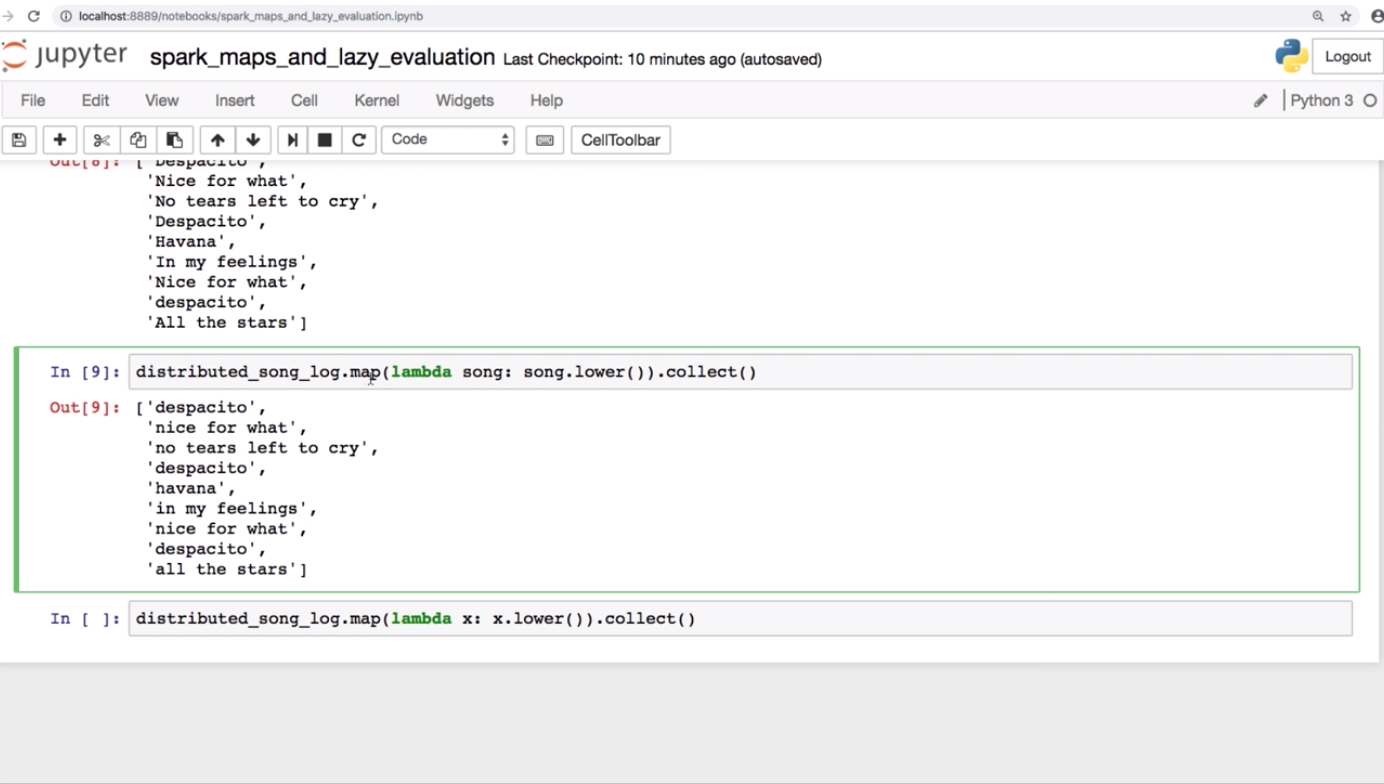 localhost:8889/notebooks/spark_maps_and_lazy_evaluation.ipynb
jupyter spark_maps_and_lazy_evaluation Last Checkpoint: 10 minutes ago (autosaved) Logout
File Edit View Insert Cell Kernel Widgets Help Python 3
Code CellToolbar
Out[8]: ['Despacito',
'Nice for what',
'No tears left to cry',
'Despacito',
'Havana',
'In my feelings',
'Nice for what',
'despacito',
'All the stars']
In [9]: distributed_song_log.map(lambda song: song.lower()).collect()
Out[9]: ['despacito',
'nice for what',
'no tears left to cry',
'despacito',
'havana',
'in my feelings',
'nice for what',
'despacito',
'all the stars']
In [ ]: distributed_song_log.map(lambda x: x.lower()).collect()